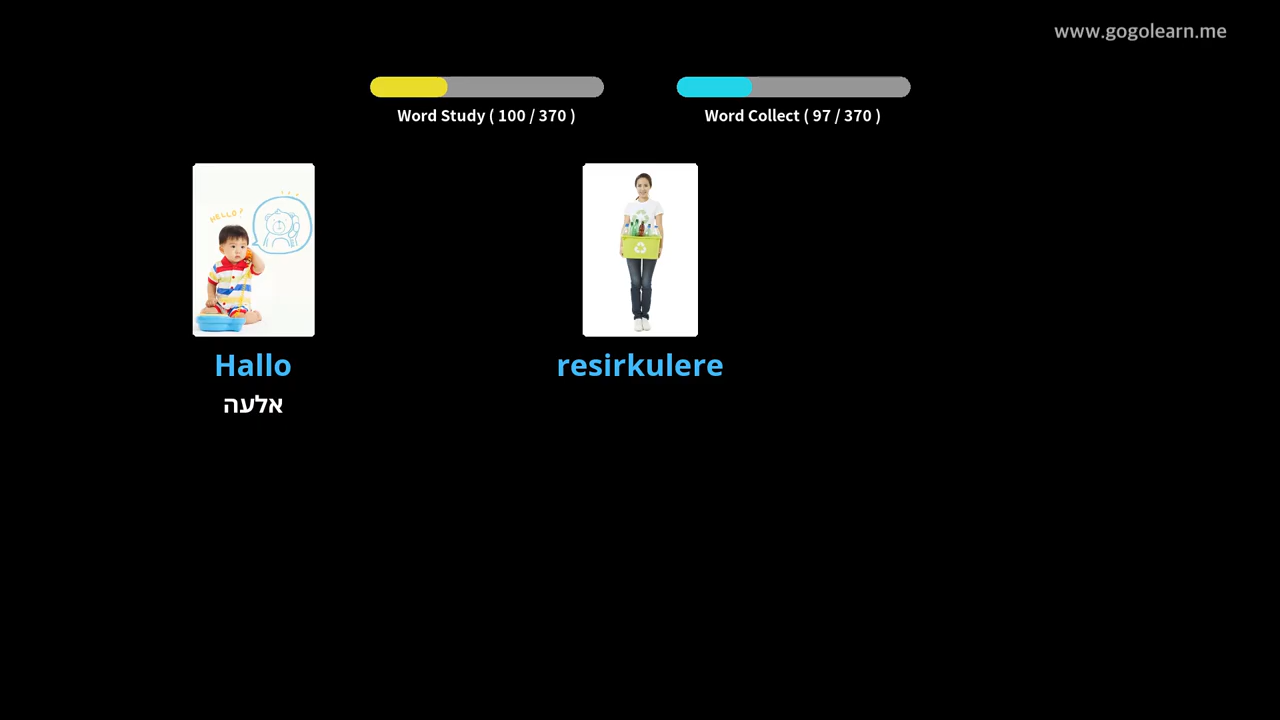 www.gogolearn.me
Word Study ( 100 / 370 )
Word Collect ( 97 / 370 )
HELLO?
Hallo
resirkulere
אלעה